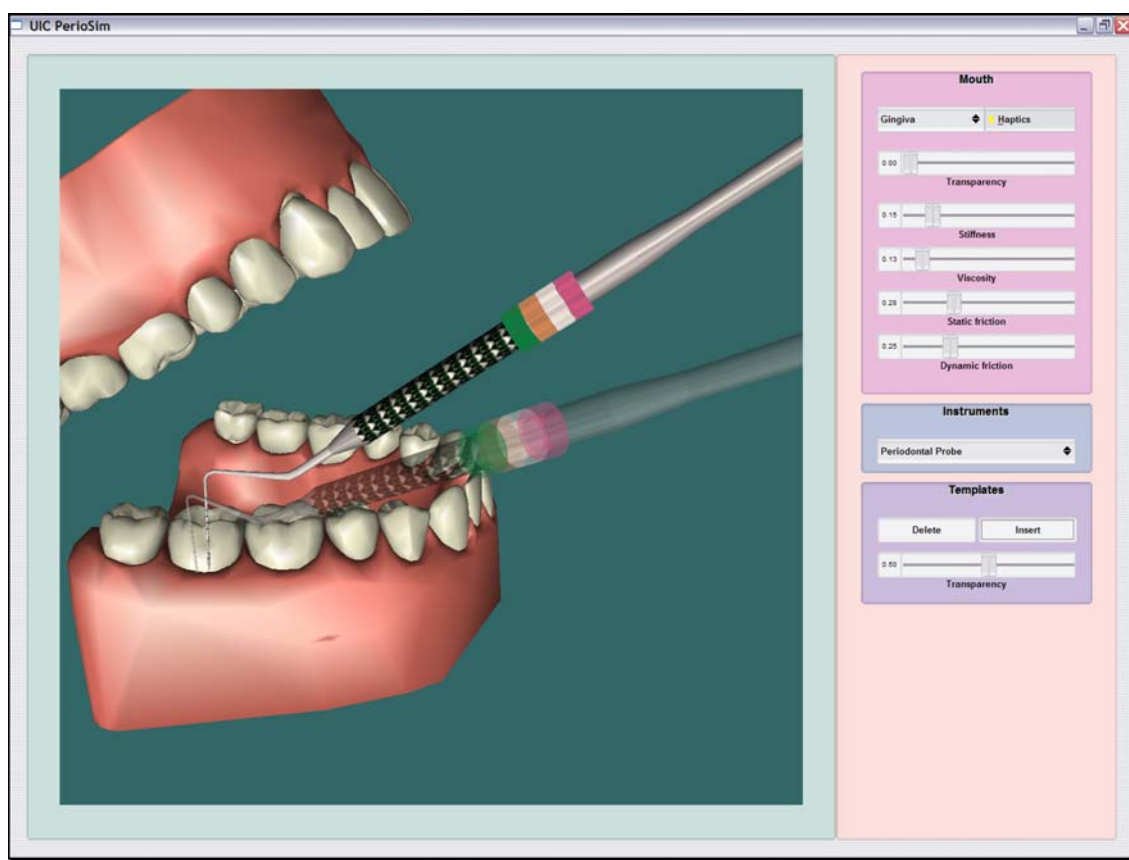 UIC PerioSim
Mouth
Gingiva
Haptics
0.00
Transparency
0.15
Stiffness
0.13
Viscosity
0.26
Static friction
0.25
Dynamic friction
Instruments
Periodontal Probe
Templates
Delete
Insert
0.50
Transparency